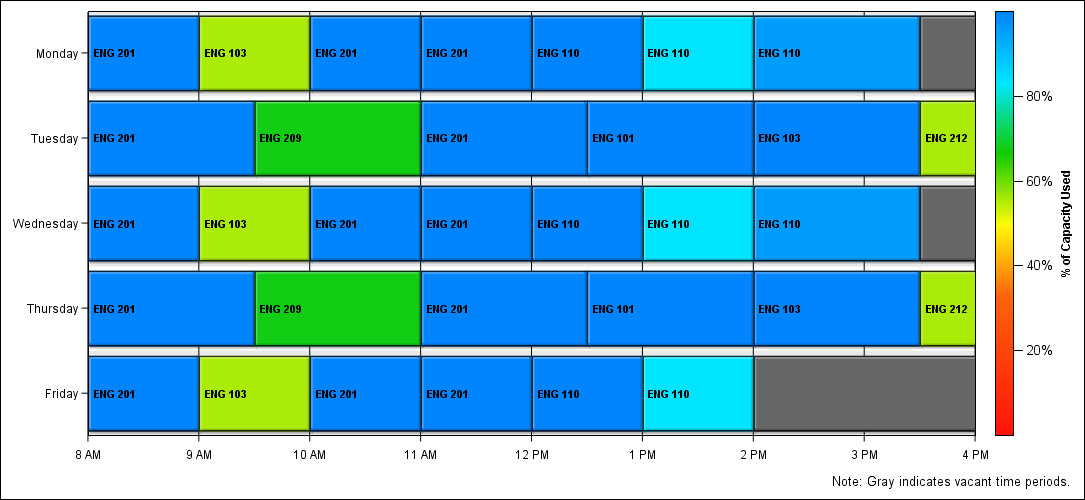 Monday ENG 201 ENG 103 ENG 201 ENG 201 ENG 110 ENG 110 ENG 110
Tuesday ENG 201 ENG 209 ENG 201 ENG 101 ENG 103 ENG 212
Wednesday ENG 201 ENG 103 ENG 201 ENG 201 ENG 110 ENG 110 ENG 110
Thursday ENG 201 ENG 209 ENG 201 ENG 101 ENG 103 ENG 212
Friday ENG 201 ENG 103 ENG 201 ENG 201 ENG 110 ENG 110
8 AM 9 AM 10 AM 11 AM 12 PM 1 PM 2 PM 3 PM 4 PM
80%
60%
40%
20%
% of Capacity Used
Note: Gray indicates vacant time periods.